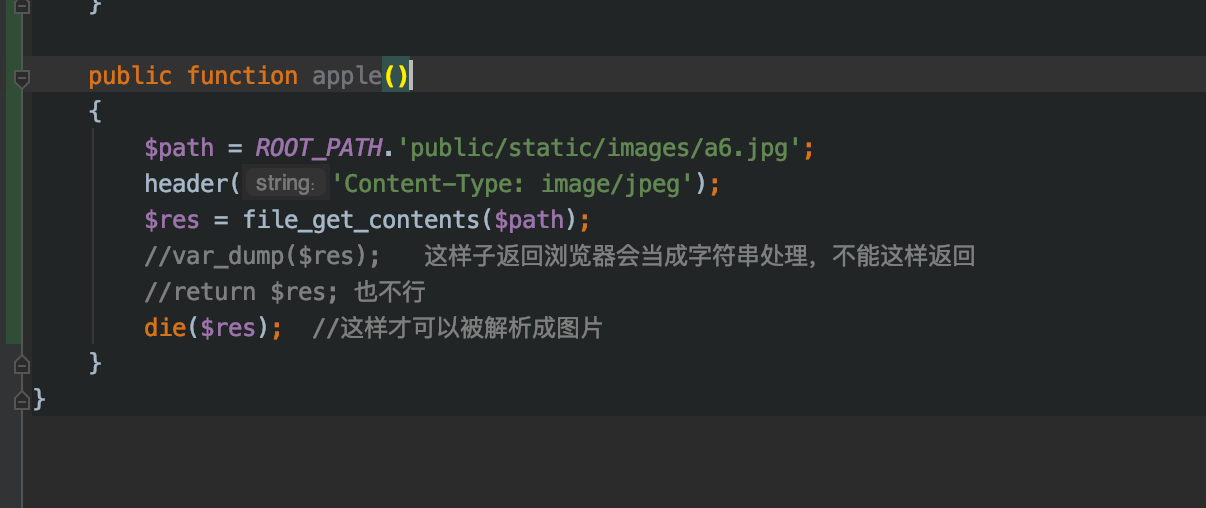 }
public function apple()
{
$path = ROOT_PATH.'public/static/images/a6.jpg';
header( string: 'Content-Type: image/jpeg');
$res = file_get_contents($path);
//var_dump($res);   这样子返回浏览器会当成字符串处理，不能这样返回
//return $res; 也不行
die($res);  //这样才可以被解析成图片
}
}